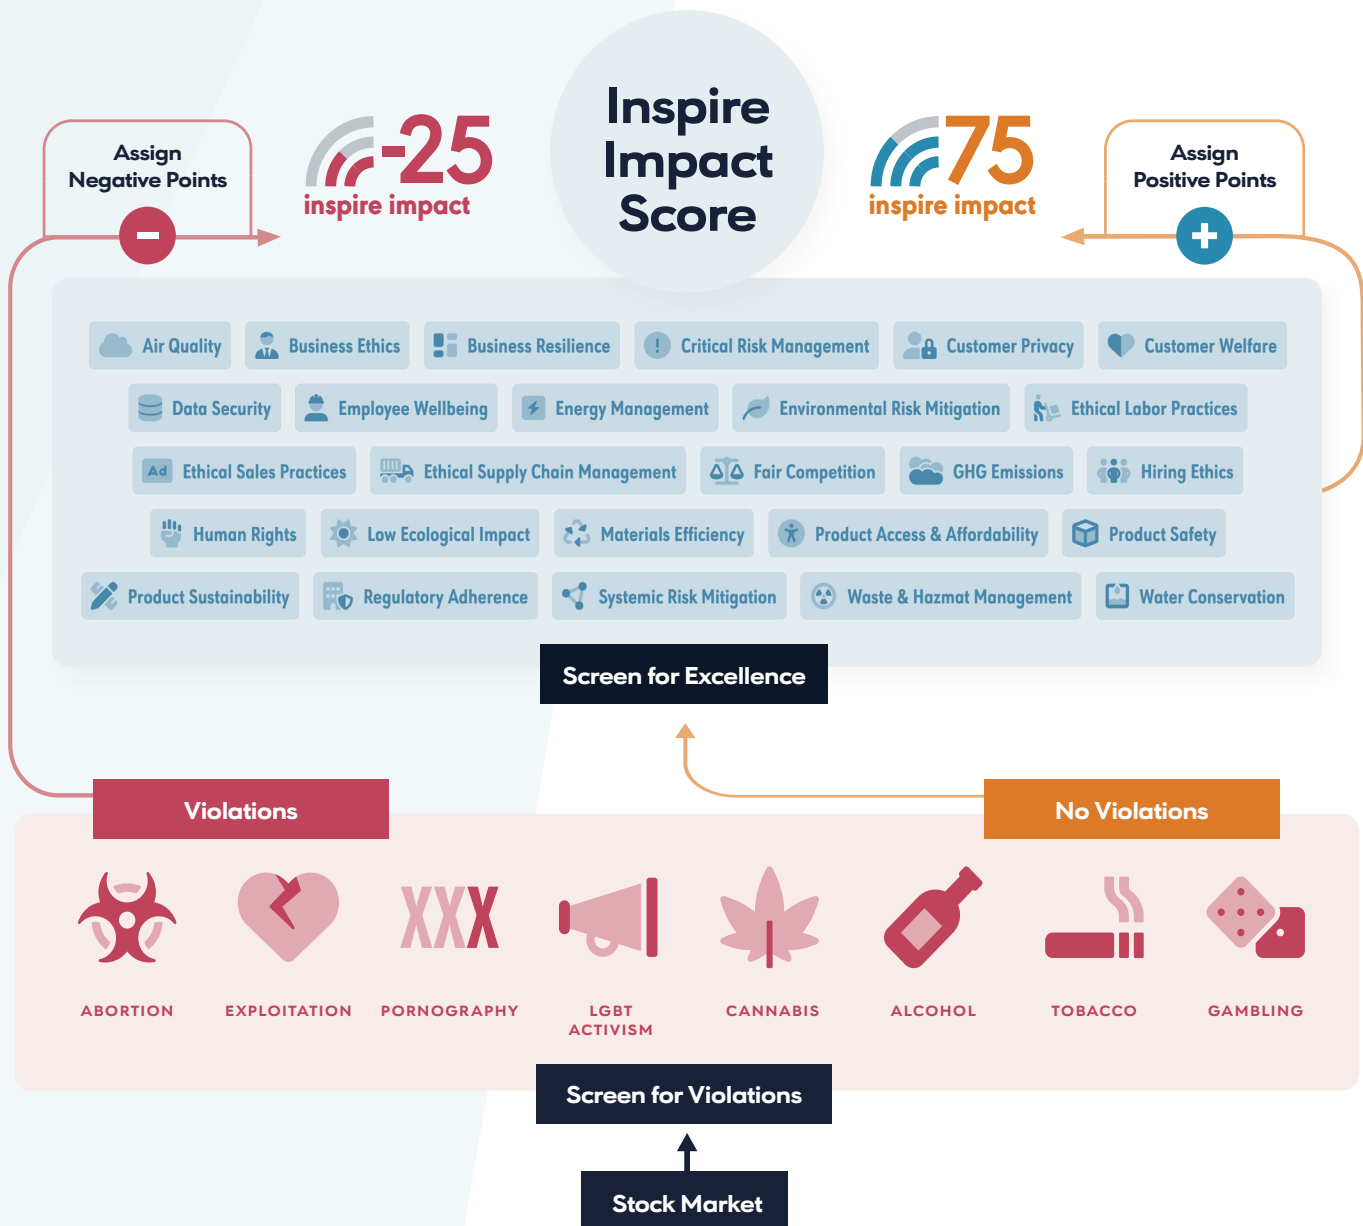 Inspire
Impact
Score
Assign
Negative Points
-25
inspire impact
75
inspire impact
Assign
Positive Points
Air Quality
Business Ethics
Business Resilience
Critical Risk Management
Customer Privacy
Customer Welfare
Data Security
Employee Wellbeing
Energy Management
Environmental Risk Mitigation
Ethical Labor Practices
Ad
Ethical Sales Practices
Ethical Supply Chain Management
Fair Competition
GHG Emissions
Hiring Ethics
Human Rights
Low Ecological Impact
Materials Efficiency
Product Access & Affordability
Product Safety
Product Sustainability
Regulatory Adherence
Systemic Risk Mitigation
Waste & Hazmat Management
Water Conservation
Screen for Excellence
Violations
No Violations
XXX
ABORTION
EXPLOITATION
PORNOGRAPHY
LGBT
ACTIVISM
CANNABIS
ALCOHOL
TOBACCO
GAMBLING
Screen for Violations
Stock Market